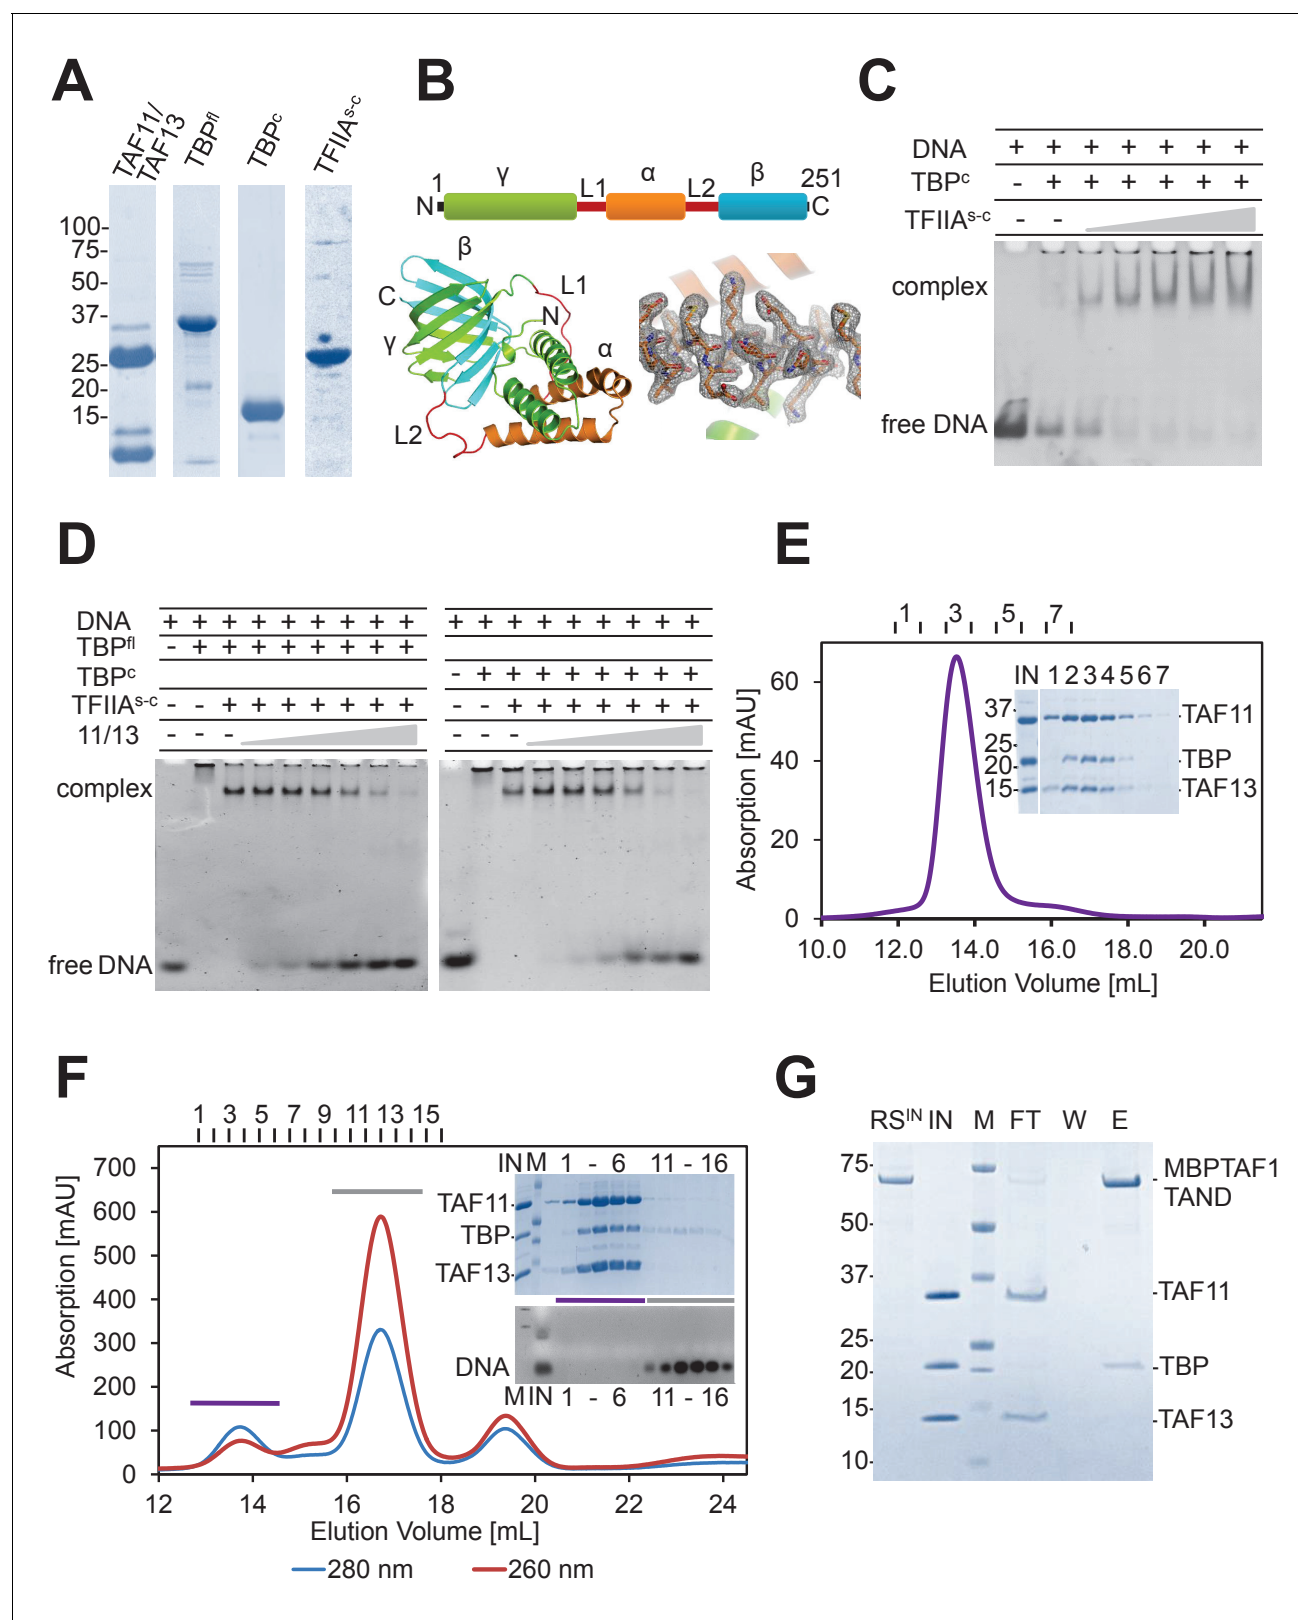 A
TAF11/
TAF13
TBPfl
TBPc
TFIIAs-c
100-
75-
50-
37-
25-
20-
15-
B
1
γ
L1
α
L2
β
251
N
C
β
C
L1
N
γ
α
L2
C
DNA + + + + + + +
TBPc - + + + + + +
TFIIAs-c - -
complex
free DNA
D
DNA + + + + + + + + + + + + + + + + + +
TBPfl - + + + + + + + +
TBPc - + + + + + + + +
TFIIAs-c - - + + + + + + + - - + + + + + + +
11/13 - - - - - -
complex
free DNA
E
1 3 5 7
Absorption [mAU]
60
40
20
0
10.0 12.0 14.0 16.0 18.0 20.0
Elution Volume [mL]
IN 1 2 3 4 5 6 7
37-
25-
20-
15-
-TAF11
-TBP
-TAF13
F
1 3 5 7 9 11 13 15
Absorption [mAU]
700
600
500
400
300
200
100
0
12 14 16 18 20 22 24
Elution Volume [mL]
280 nm 260 nm
IN M 1 - 6 11 - 16
TAF11
TBP
TAF13
DNA
M IN 1 - 6 11 - 16
G
RSIN IN M FT W E
75-
50-
37-
25-
20-
15-
10-
-MBPTAF1
TAND
-TAF11
-TBP
-TAF13